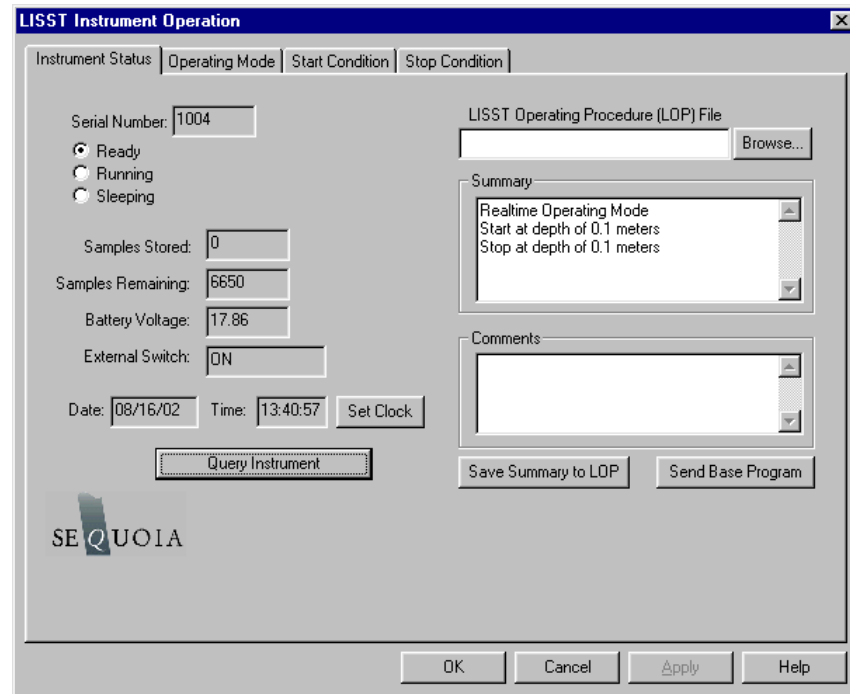 LISST Instrument Operation
Instrument Status
Operating Mode
Start Condition
Stop Condition
Serial Number: 1004
Ready
Running
Sleeping
Samples Stored: 0
Samples Remaining: 6650
Battery Voltage: 17.86
External Switch: ON
Date: 08/16/02 Time: 13:40:57 Set Clock
Query Instrument
SEQUOIA
LISST Operating Procedure (LOP) File
Browse...
Summary
Realtime Operating Mode
Start at depth of 0.1 meters
Stop at depth of 0.1 meters
Comments
Save Summary to LOP
Send Base Program
OK
Cancel
Apply
Help